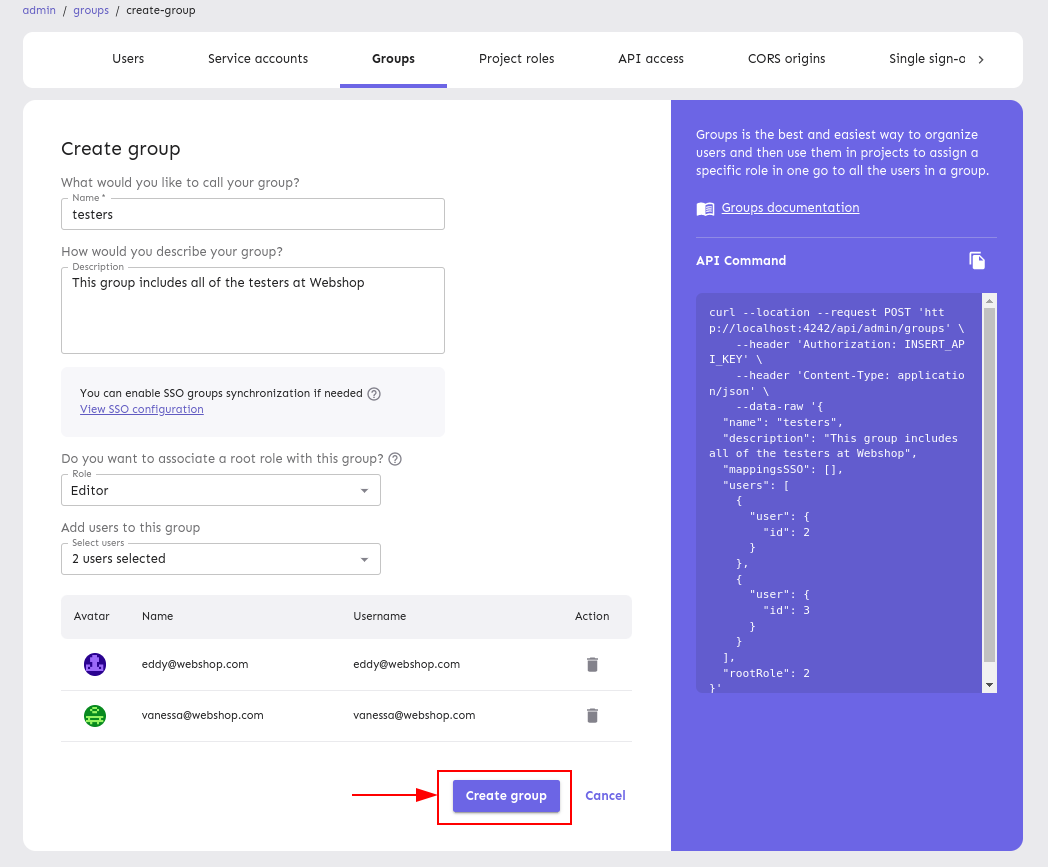 admin / groups / create-group
Users Service accounts Groups Project roles API access CORS origins Single sign-o
Create group
What would you like to call your group?
Name *
testers
How would you describe your group?
Description
This group includes all of the testers at Webshop
You can enable SSO groups synchronization if needed
View SSO configuration
Do you want to associate a root role with this group?
Role
Editor
Add users to this group
Select users
2 users selected
Avatar Name Username Action
eddy@webshop.com eddy@webshop.com
vanessa@webshop.com vanessa@webshop.com
Create group Cancel
Groups is the best and easiest way to organize
users and then use them in projects to assign a
specific role in one go to all the users in a group.
Groups documentation
API Command
curl --location --request POST 'htt
p://localhost:4242/api/admin/groups' \
    --header 'Authorization: INSERT_AP
I_KEY' \
    --header 'Content-Type: applicatio
n/json' \
    --data-raw '{
  "name": "testers",
  "description": "This group includes
all of the testers at Webshop",
  "mappingsSSO": [],
  "users": [
    {
      "user": {
        "id": 2
      }
    },
    {
      "user": {
        "id": 3
      }
    }
  ],
  "rootRole": 2
}'